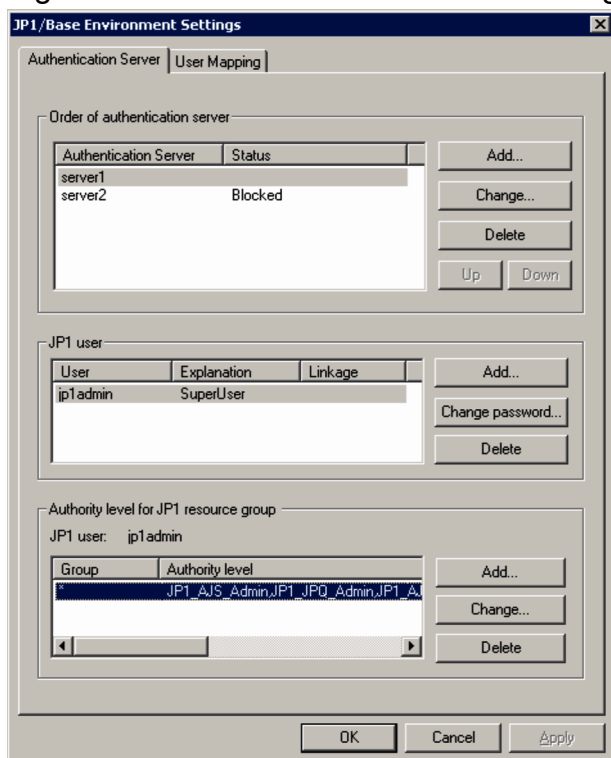 JP1/Base Environment Settings
Authentication Server User Mapping
Order of authentication server
Authentication Server Status
server1
server2 Blocked
Add...
Change...
Delete
Up Down
JP1 user
User Explanation Linkage
jp1admin SuperUser
Add...
Change password...
Delete
Authority level for JP1 resource group
JP1 user: jp1admin
Group Authority level
* JP1_AJS_Admin,JP1_JPQ_Admin,JP1_AJ
Add...
Change...
Delete
OK Cancel Apply